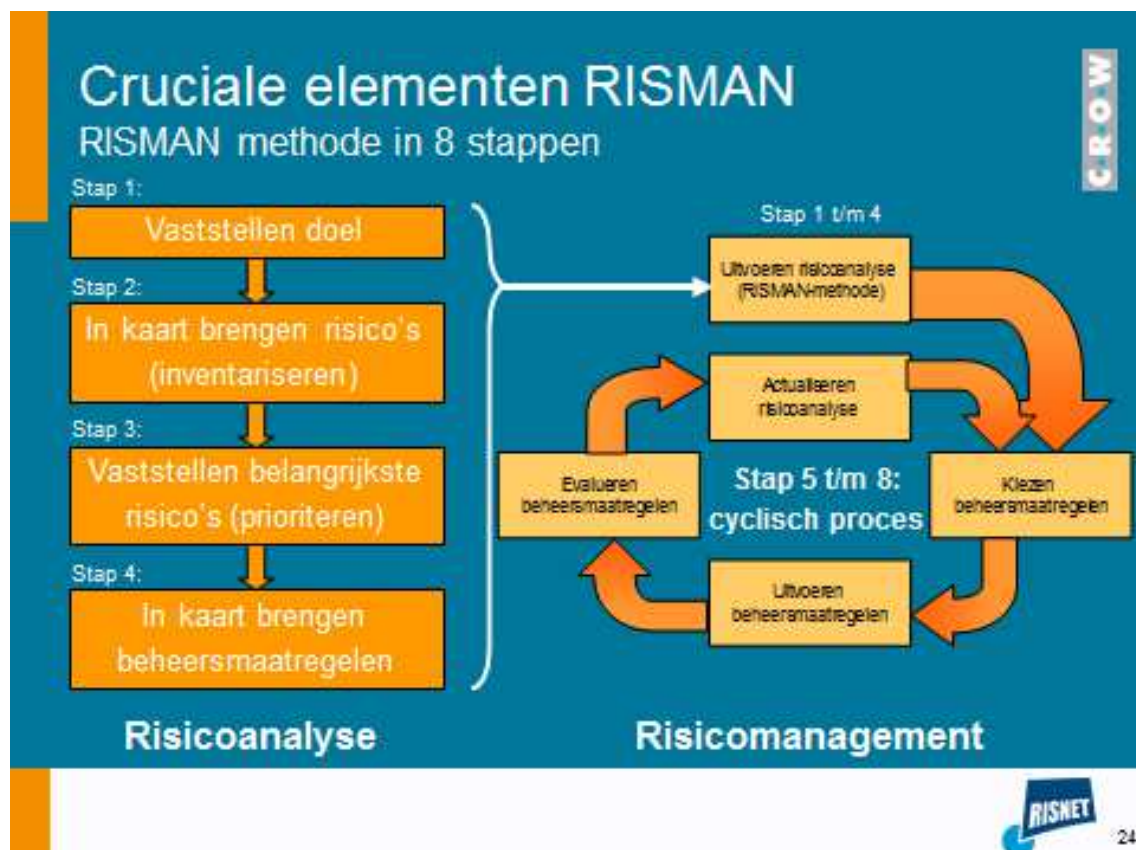 Cruciale elementen RISMAN
RISMAN methode in 8 stappen
C·R·O·W
Stap 1:
Vaststellen doel
Stap 2:
In kaart brengen risico's
(inventariseren)
Stap 3:
Vaststellen belangrijkste
risico's (prioriteren)
Stap 4:
In kaart brengen
beheersmaatregelen
Risicoanalyse
Stap 1 t/m 4
Uitvoeren risicoanalyse
(RISMAN-methode)
Actualiseren
risicoanalyse
Evalueren
beheersmaatregelen
Stap 5 t/m 8:
cyclisch proces
Kiezen
beheersmaatregelen
Uitvoeren
beheersmaatregelen
Risicomanagement
RISNET
24